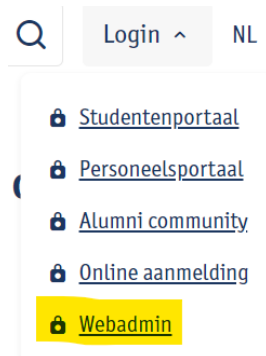 Login NL
Studentenportaal
Personeelsportaal
Alumni community
Online aanmelding
Webadmin